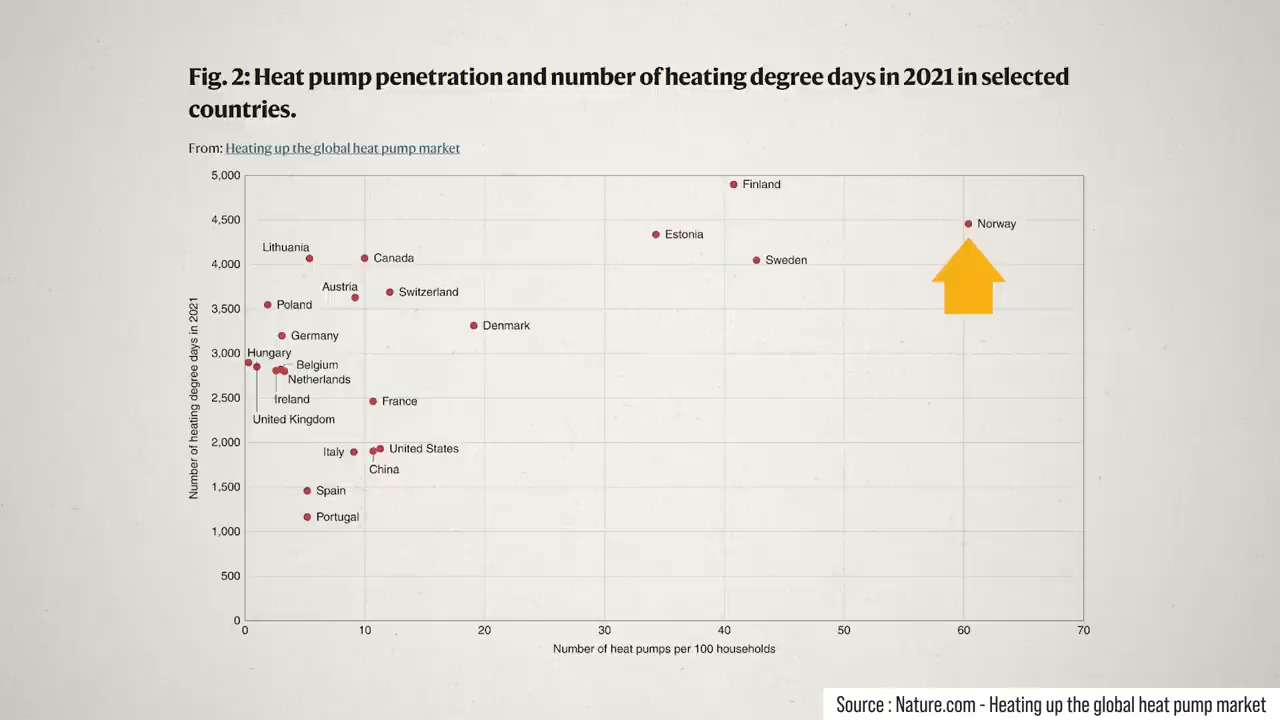 Fig. 2: Heat pump penetration and number of heating degree days in 2021 in selected
countries.
From: Heating up the global heat pump market
5,000
4,500
4,000
3,500
3,000
2,500
2,000
1,500
1,000
500
0
Number of heating degree days in 2021
Finland
Norway
Estonia
Lithuania
Canada
Sweden
Austria
Switzerland
Poland
Denmark
Germany
Hungary
Belgium
Netherlands
Ireland
France
United Kingdom
Italy
United States
China
Spain
Portugal
0 10 20 30 40 50 60 70
Number of heat pumps per 100 households
Source : Nature.com - Heating up the global heat pump market